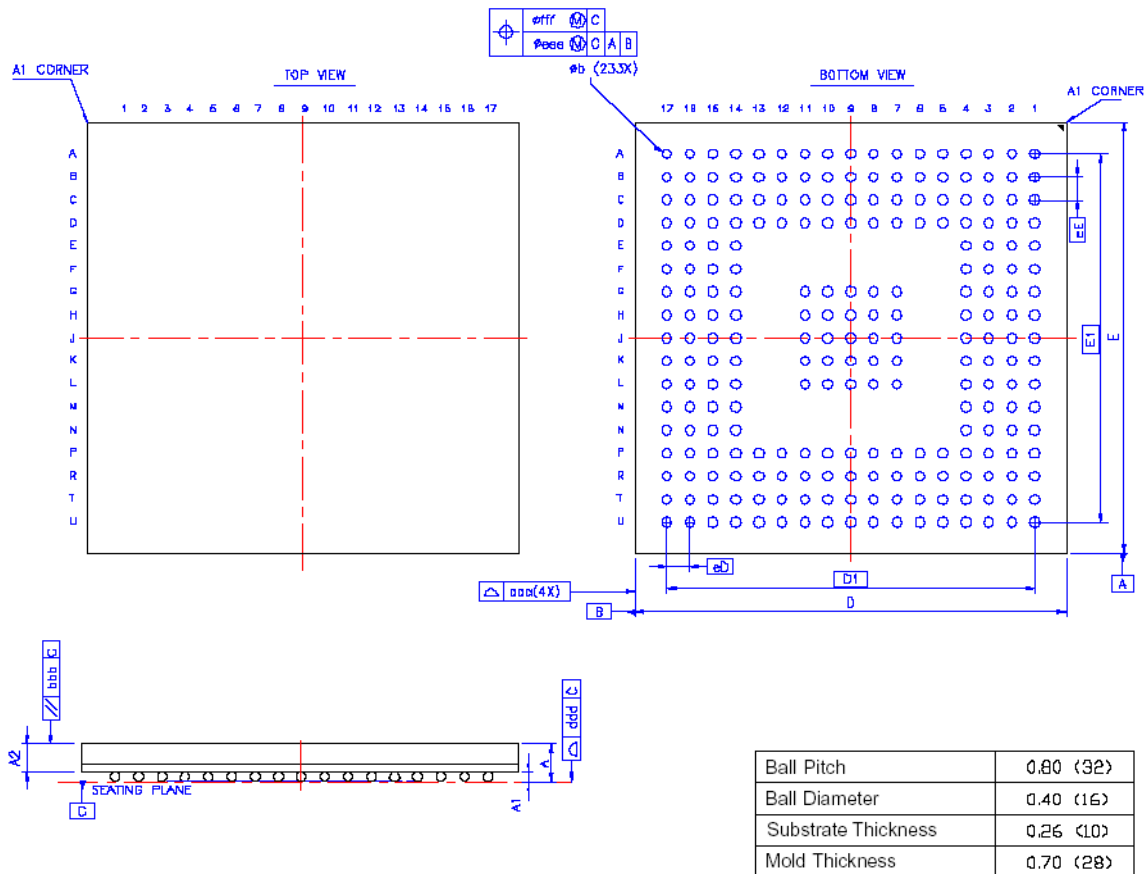 øfff Ⓜ C
øeee Ⓜ C A B
øb (233X)
A1 CORNER
TOP VIEW
BOTTOM VIEW
A1 CORNER
1 2 3 4 5 6 7 8 9 10 11 12 13 14 15 16 17
17 16 15 14 13 12 11 10 9 8 7 6 5 4 3 2 1
A A
B B
C C
D D
E E
F F
G G
H H
J J
K K
L L
M M
N N
P P
R R
T T
U U
eE
E1
E
eD
D1
A
aaa(4X)
B
D
// bbb C
ddd C
A2
A
A1
SEATING PLANE
C
Ball Pitch 0.80 (32)
Ball Diameter 0.40 (16)
Substrate Thickness 0.26 (10)
Mold Thickness 0.70 (28)